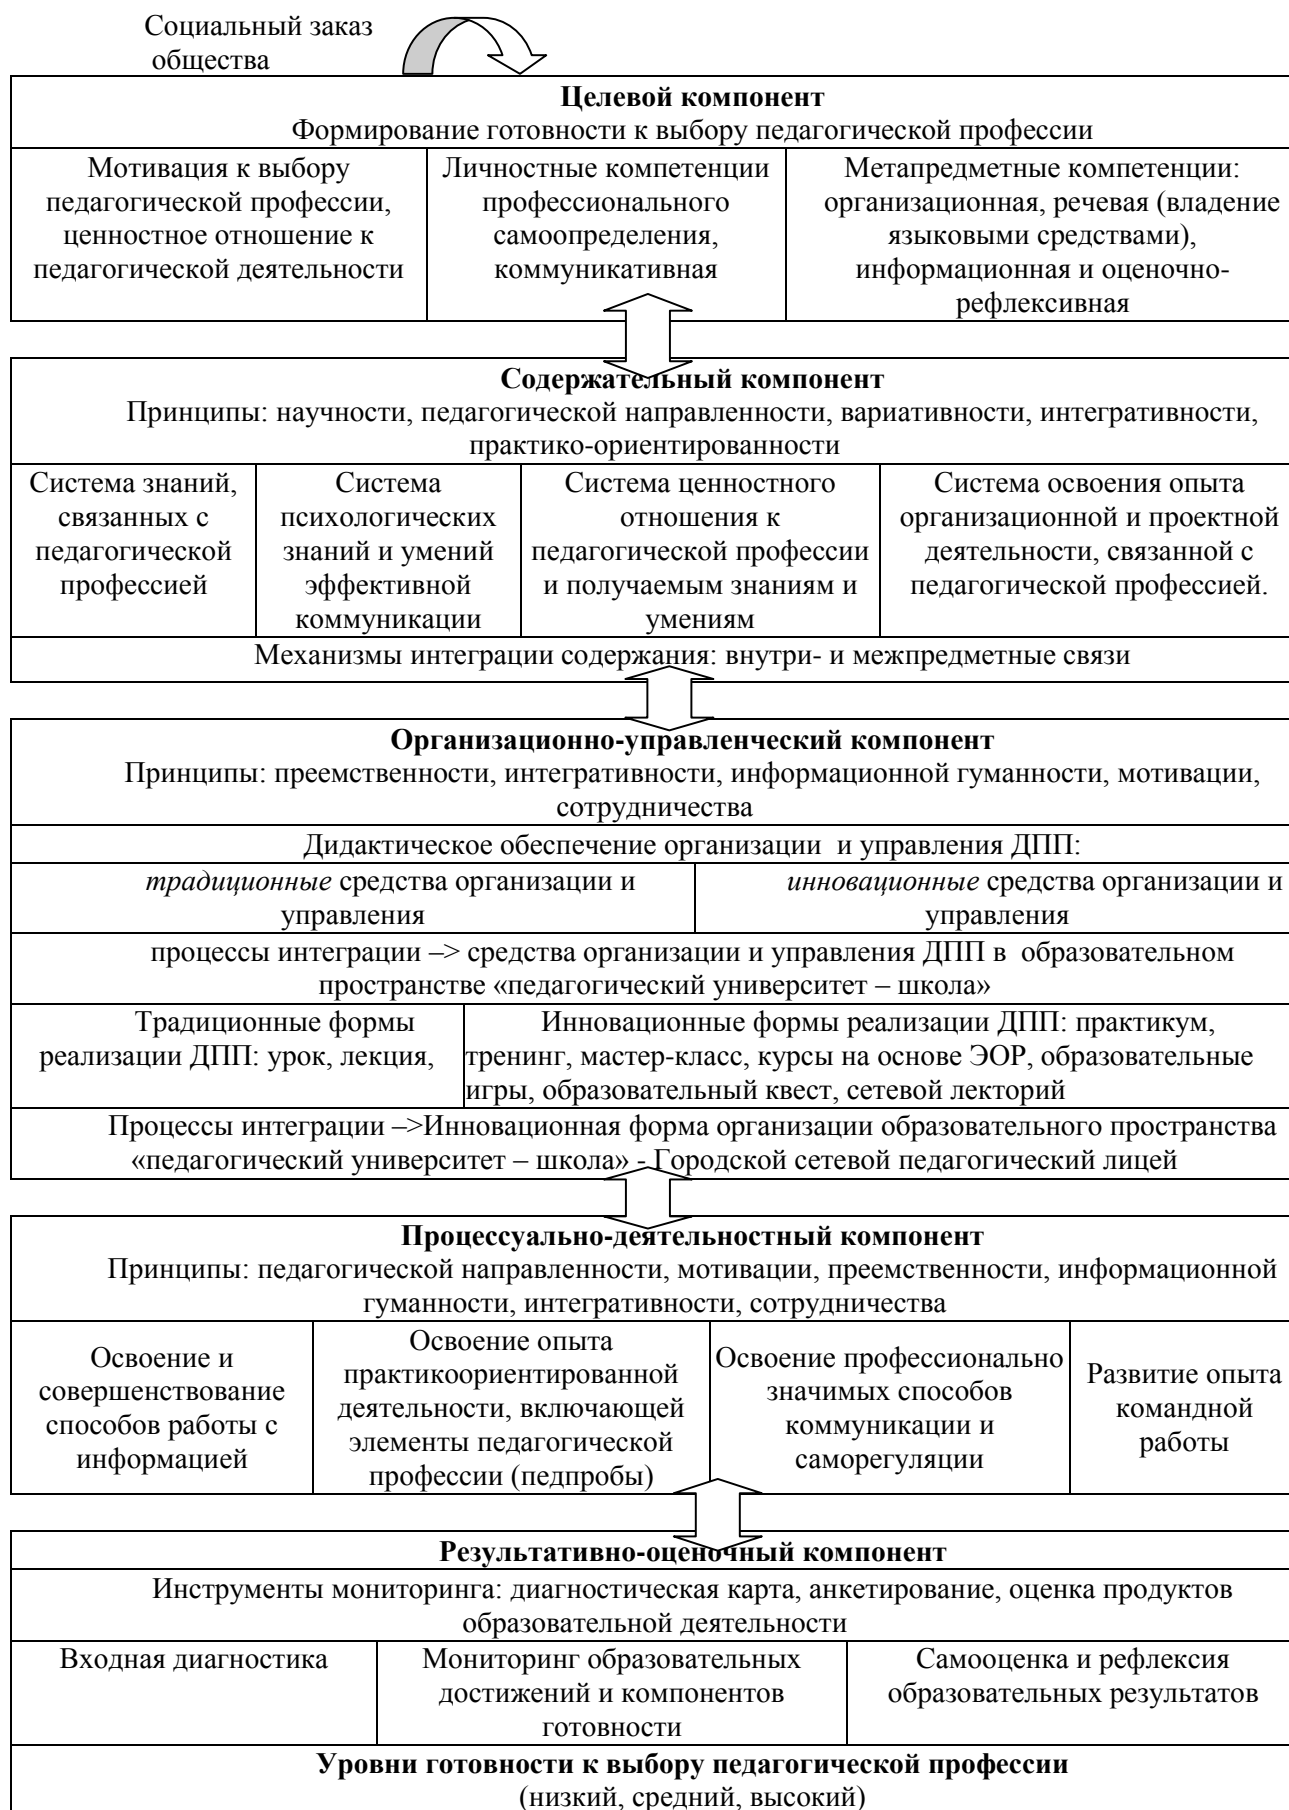 Социальный заказ
общества
Целевой компонент
Формирование готовности к выбору педагогической профессии
Мотивация к выбору
педагогической профессии,
ценностное отношение к
педагогической деятельности
Личностные компетенции
профессионального
самоопределения,
коммуникативная
Метапредметные компетенции:
организационная, речевая (владение
языковыми средствами),
информационная и оценочно-
рефлексивная
Содержательный компонент
Принципы: научности, педагогической направленности, вариативности, интегративности,
практико-ориентированности
Система знаний,
связанных с
педагогической
профессией
Система
психологических
знаний и умений
эффективной
коммуникации
Система ценностного
отношения к
педагогической профессии
и получаемым знаниям и
умениям
Система освоения опыта
организационной и проектной
деятельности, связанной с
педагогической профессией.
Механизмы интеграции содержания: внутри- и межпредметные связи
Организационно-управленческий компонент
Принципы: преемственности, интегративности, информационной гуманности, мотивации,
сотрудничества
Дидактическое обеспечение организации и управления ДПП:
традиционные средства организации и
управления
инновационные средства организации и
управления
процессы интеграции –> средства организации и управления ДПП в образовательном
пространстве «педагогический университет – школа»
Традиционные формы
реализации ДПП: урок, лекция,
Инновационные формы реализации ДПП: практикум,
тренинг, мастер-класс, курсы на основе ЭОР, образовательные
игры, образовательный квест, сетевой лекторий
Процессы интеграции –>Инновационная форма организации образовательного пространства
«педагогический университет – школа» - Городской сетевой педагогический лицей
Процессуально-деятельностный компонент
Принципы: педагогической направленности, мотивации, преемственности, информационной
гуманности, интегративности, сотрудничества
Освоение и
совершенствование
способов работы с
информацией
Освоение опыта
практикоориентированной
деятельности, включающей
элементы педагогической
профессии (педпробы)
Освоение профессионально
значимых способов
коммуникации и
саморегуляции
Развитие опыта
командной
работы
Результативно-оценочный компонент
Инструменты мониторинга: диагностическая карта, анкетирование, оценка продуктов
образовательной деятельности
Входная диагностика
Мониторинг образовательных
достижений и компонентов
готовности
Самооценка и рефлексия
образовательных результатов
Уровни готовности к выбору педагогической профессии
(низкий, средний, высокий)